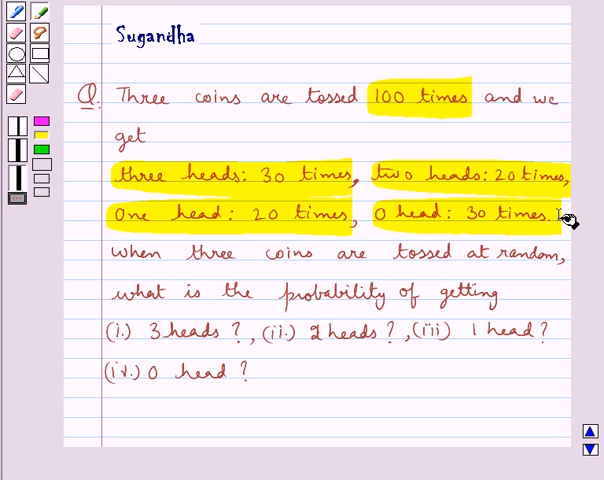 Sugandha
Q. Three coins are tossed 100 times and we
get
three heads: 30 times, two heads: 20 times,
One head: 20 times, 0 head: 30 times.
when three coins are tossed at random,
what is the probability of getting
(i.) 3 heads?, (ii.) 2 heads?, (iii) 1 head?
(iv.) 0 head?